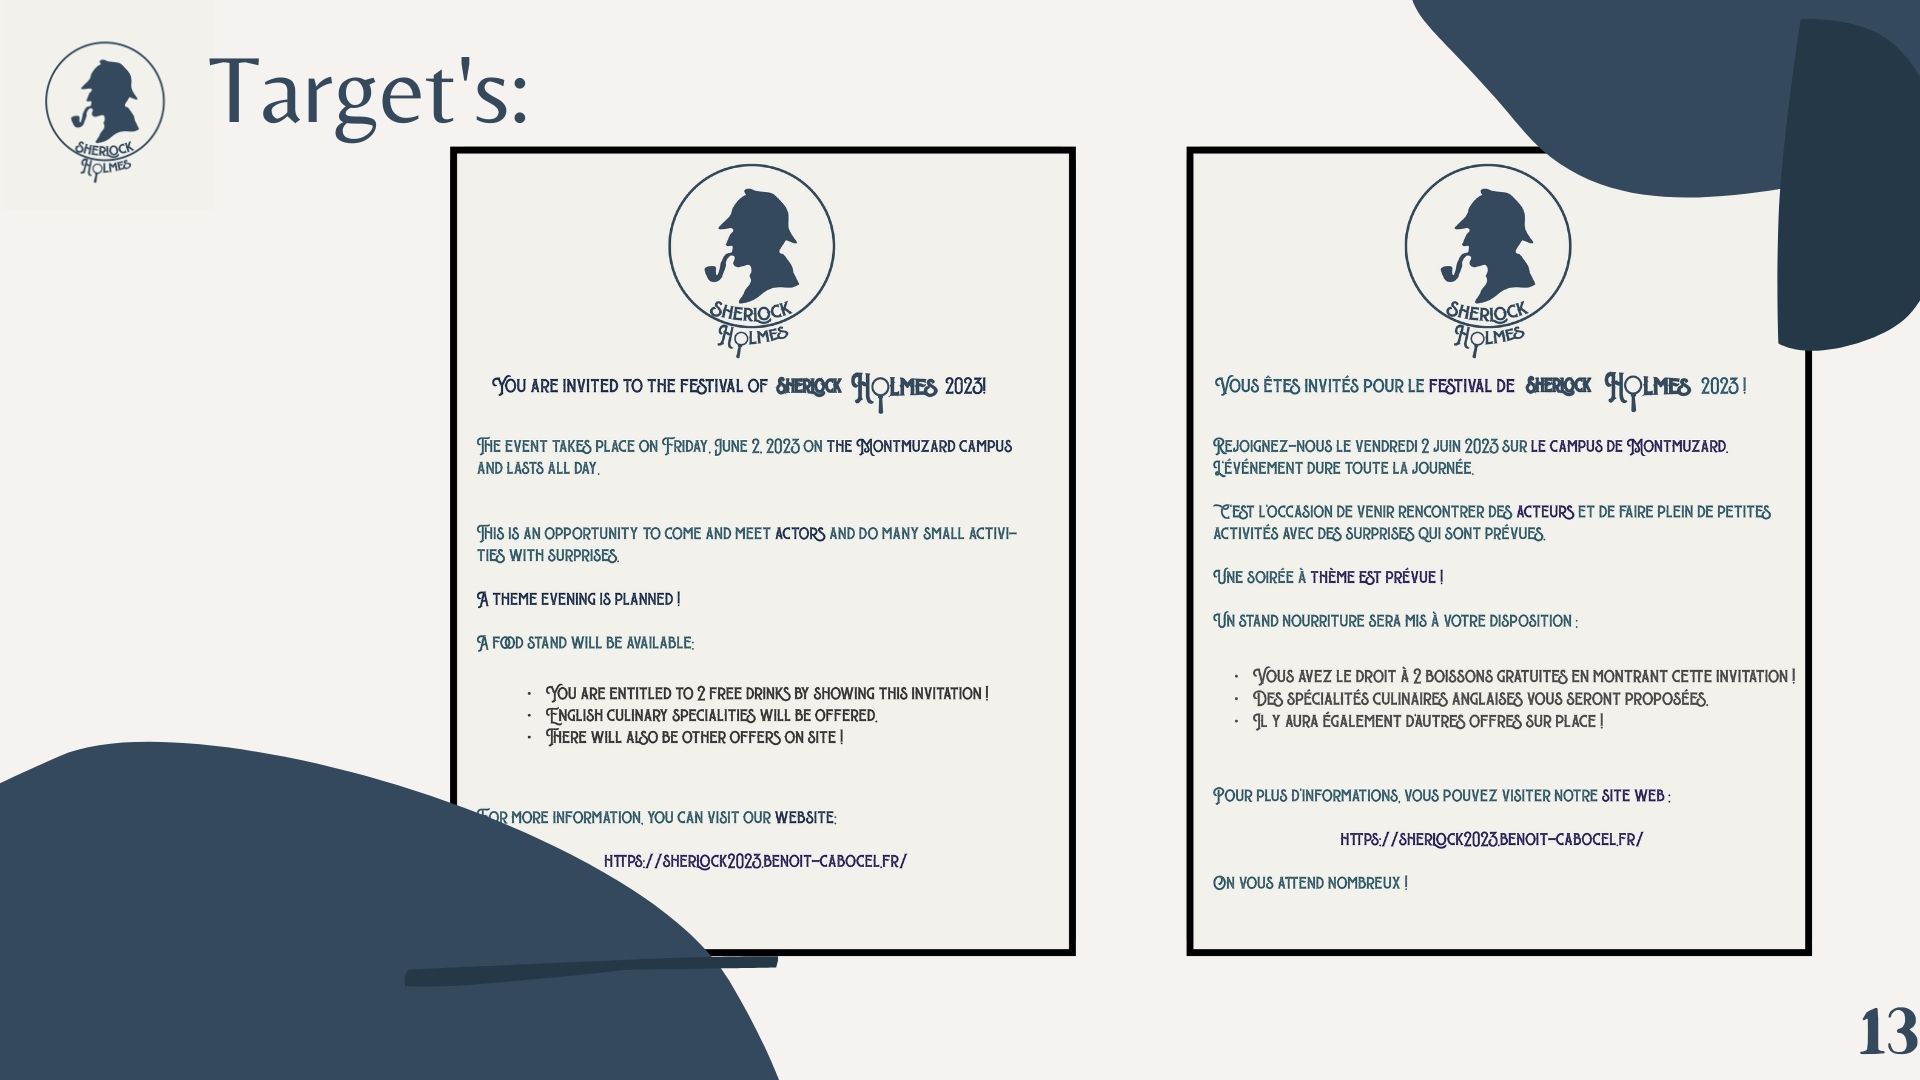 SHERLOCK
HOLMES
Target's:
SHERLOCK
HOLMES
You are invited to the festival of SHERLOCK HOLMES 2023!
The event takes place on Friday, June 2, 2023 on the Montmuzard campus
and lasts all day.
This is an opportunity to come and meet actors and do many small activi-
ties with surprises.
A theme evening is planned !
A food stand will be available:
• You are entitled to 2 free drinks by showing this invitation !
• English culinary specialities will be offered.
• There will also be other offers on site !
For more information, you can visit our website:
https://sherlock2023.benoit-cabocel.fr/
SHERLOCK
HOLMES
Vous êtes invités pour le festival de SHERLOCK HOLMES 2023 !
Rejoignez-nous le vendredi 2 juin 2023 sur le campus de Montmuzard.
L'événement dure toute la journée.
C'est l'occasion de venir rencontrer des acteurs et de faire plein de petites
activités avec des surprises qui sont prévues.
Une soirée à thème est prévue !
Un stand nourriture sera mis à votre disposition :
• Vous avez le droit à 2 boissons gratuites en montrant cette invitation !
• Des spécialités culinaires anglaises vous seront proposées.
• Il y aura également d'autres offres sur place !
Pour plus d'informations, vous pouvez visiter notre site web :
https://sherlock2023.benoit-cabocel.fr/
On vous attend nombreux !
13